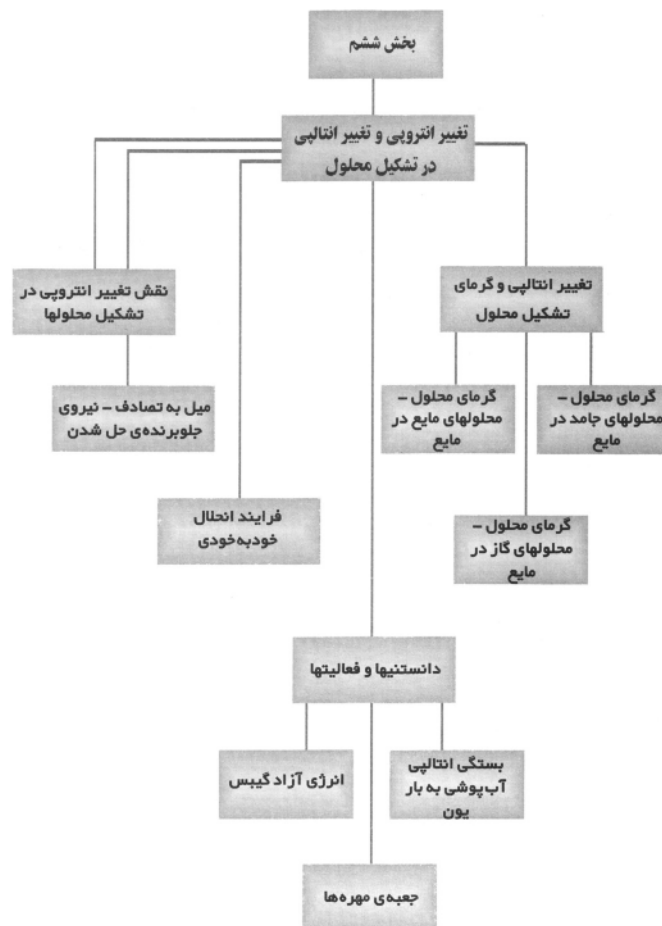 بخش ششم
تغییر انتروپی و تغییر انتالپی
در تشکیل محلول
تغییر انتالپی و گرمای
تشکیل محلول
نقش تغییر انتروپی در
تشکیل محلولها
گرمای محلول –
محلولهای جامد در
مایع
گرمای محلول –
محلولهای مایع در
مایع
میل به تصادف – نیروی
جلوبرنده‌ی حل شدن
گرمای محلول –
محلولهای گاز در
مایع
فرایند انحلال
خودبه‌خودی
دانستنیها و فعالیتها
بستگی انتالپی
آب‌پوشی به بار
یون
انرژی آزاد گیبس
جعبه‌ی مهره‌ها